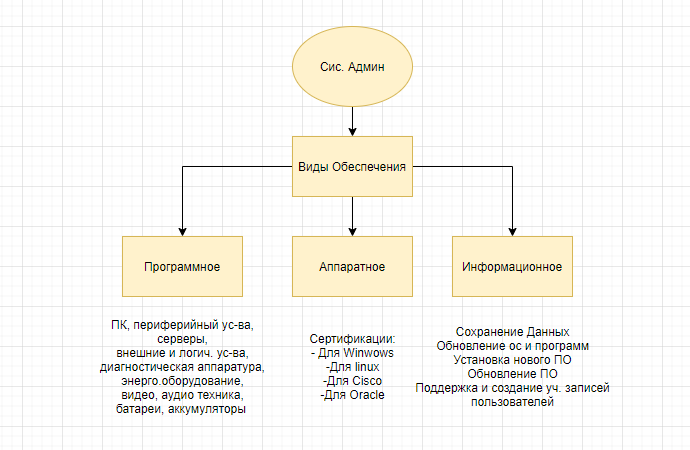 Сис. Админ
Виды Обеспечения
Программное
Аппаратное
Информационное
ПК, периферийный ус-ва,
серверы,
внешние и логич. ус-ва,
диагностическая аппаратура,
энерго.оборудование,
видео, аудио техника,
батареи, аккумуляторы
Сертификации:
- Для Winwows
-Для linux
-Для Cisco
-Для Oracle
Сохранение Данных
Обновление ос и программ
Установка нового ПО
Обновление ПО
Поддержка и создание уч. записей
пользователей